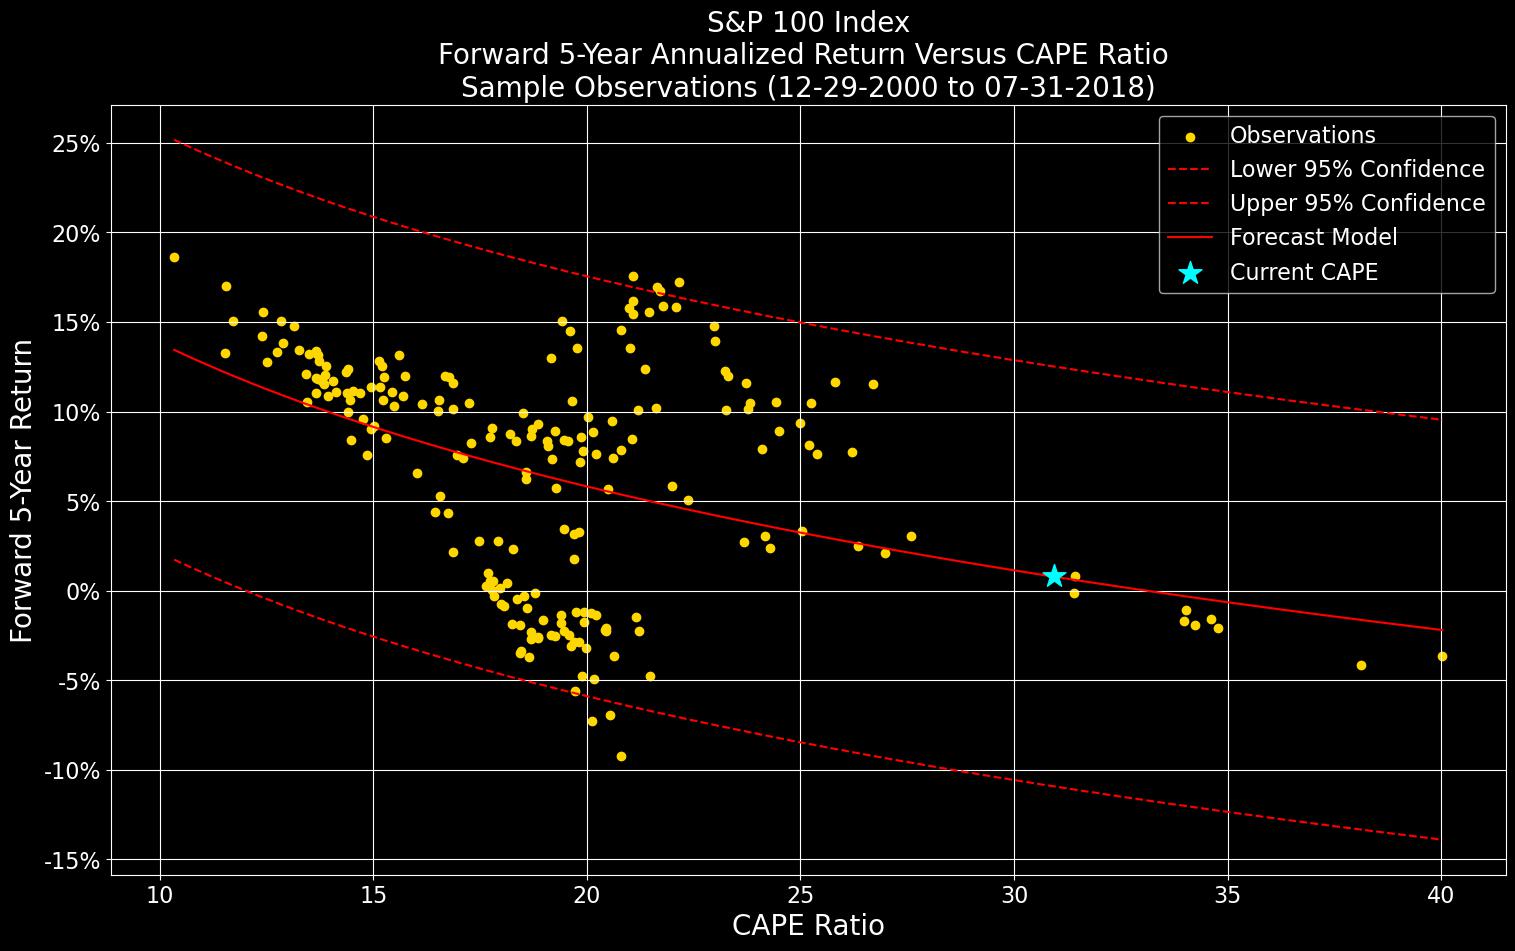 S&P 100 Index
Forward 5-Year Annualized Return Versus CAPE Ratio
Sample Observations (12-29-2000 to 07-31-2018)
Observations
Lower 95% Confidence
Upper 95% Confidence
Forecast Model
Current CAPE
Forward 5-Year Return
25%
20%
15%
10%
5%
0%
-5%
-10%
-15%
10 15 20 25 30 35 40
CAPE Ratio